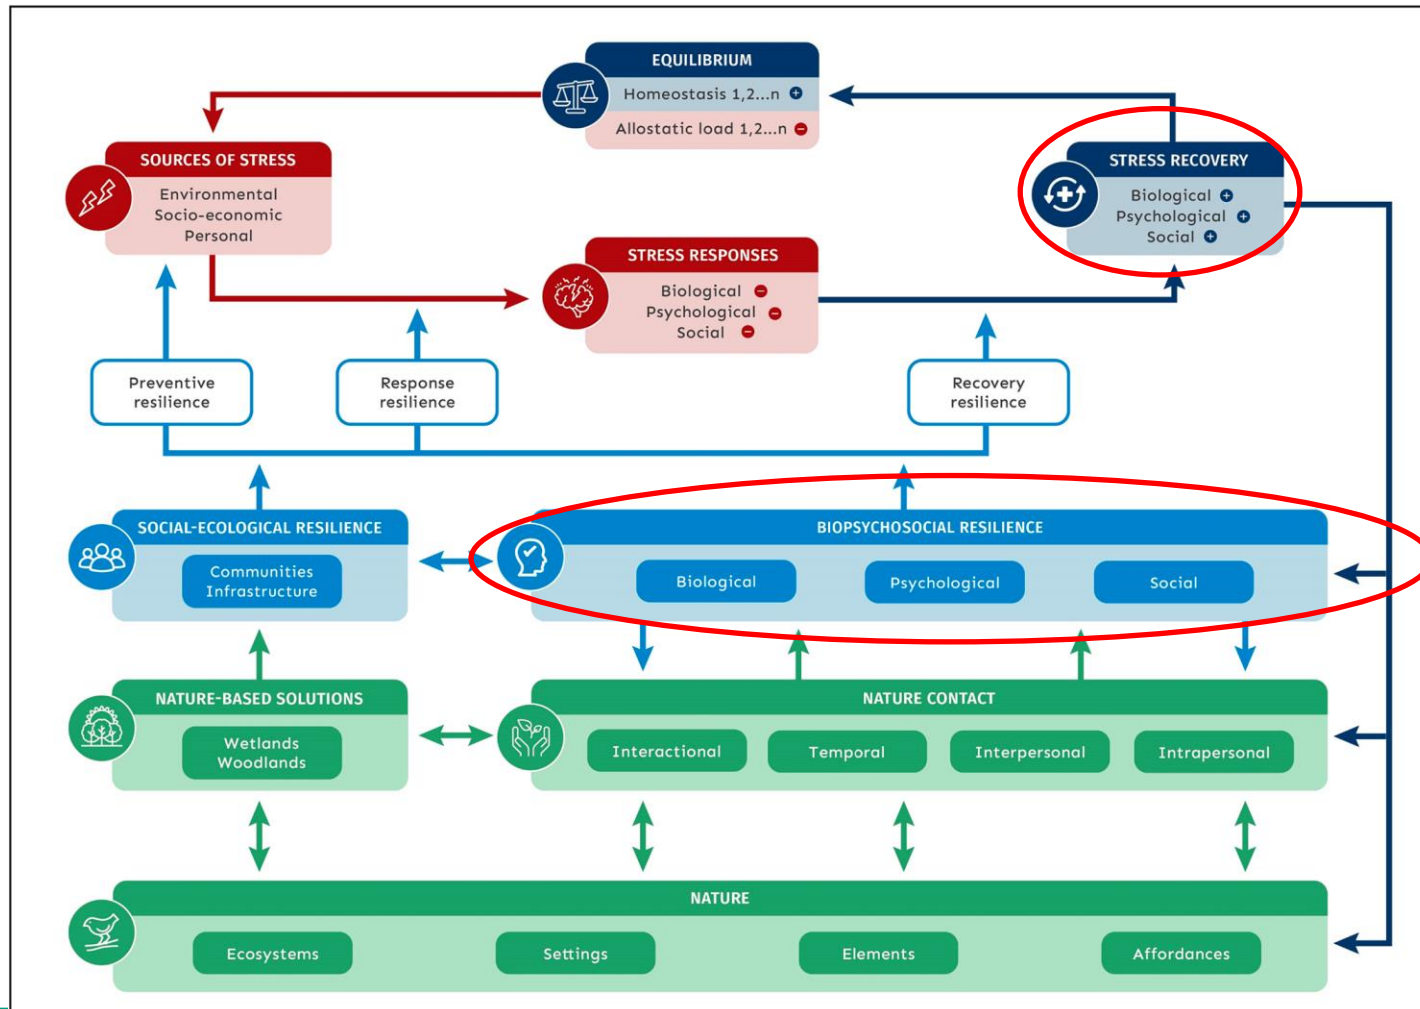 EQUILIBRIUM
Homeostasis 1,2...n
Allostatic load 1,2...n
SOURCES OF STRESS
Environmental
Socio-economic
Personal
STRESS RECOVERY
Biological
Psychological
Social
STRESS RESPONSES
Biological
Psychological
Social
Preventive
resilience
Response
resilience
Recovery
resilience
SOCIAL-ECOLOGICAL RESILIENCE
Communities
Infrastructure
BIOPSYCHOSOCIAL RESILIENCE
Biological
Psychological
Social
NATURE-BASED SOLUTIONS
Wetlands
Woodlands
NATURE CONTACT
Interactional
Temporal
Interpersonal
Intrapersonal
NATURE
Ecosystems
Settings
Elements
Affordances